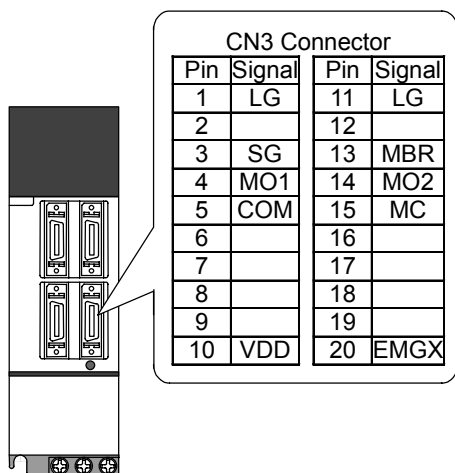 CN3 Connector
Pin Signal Pin Signal
1 LG 11 LG
2 12
3 SG 13 MBR
4 MO1 14 MO2
5 COM 15 MC
6 16
7 17
8 18
9 19
10 VDD 20 EMGX